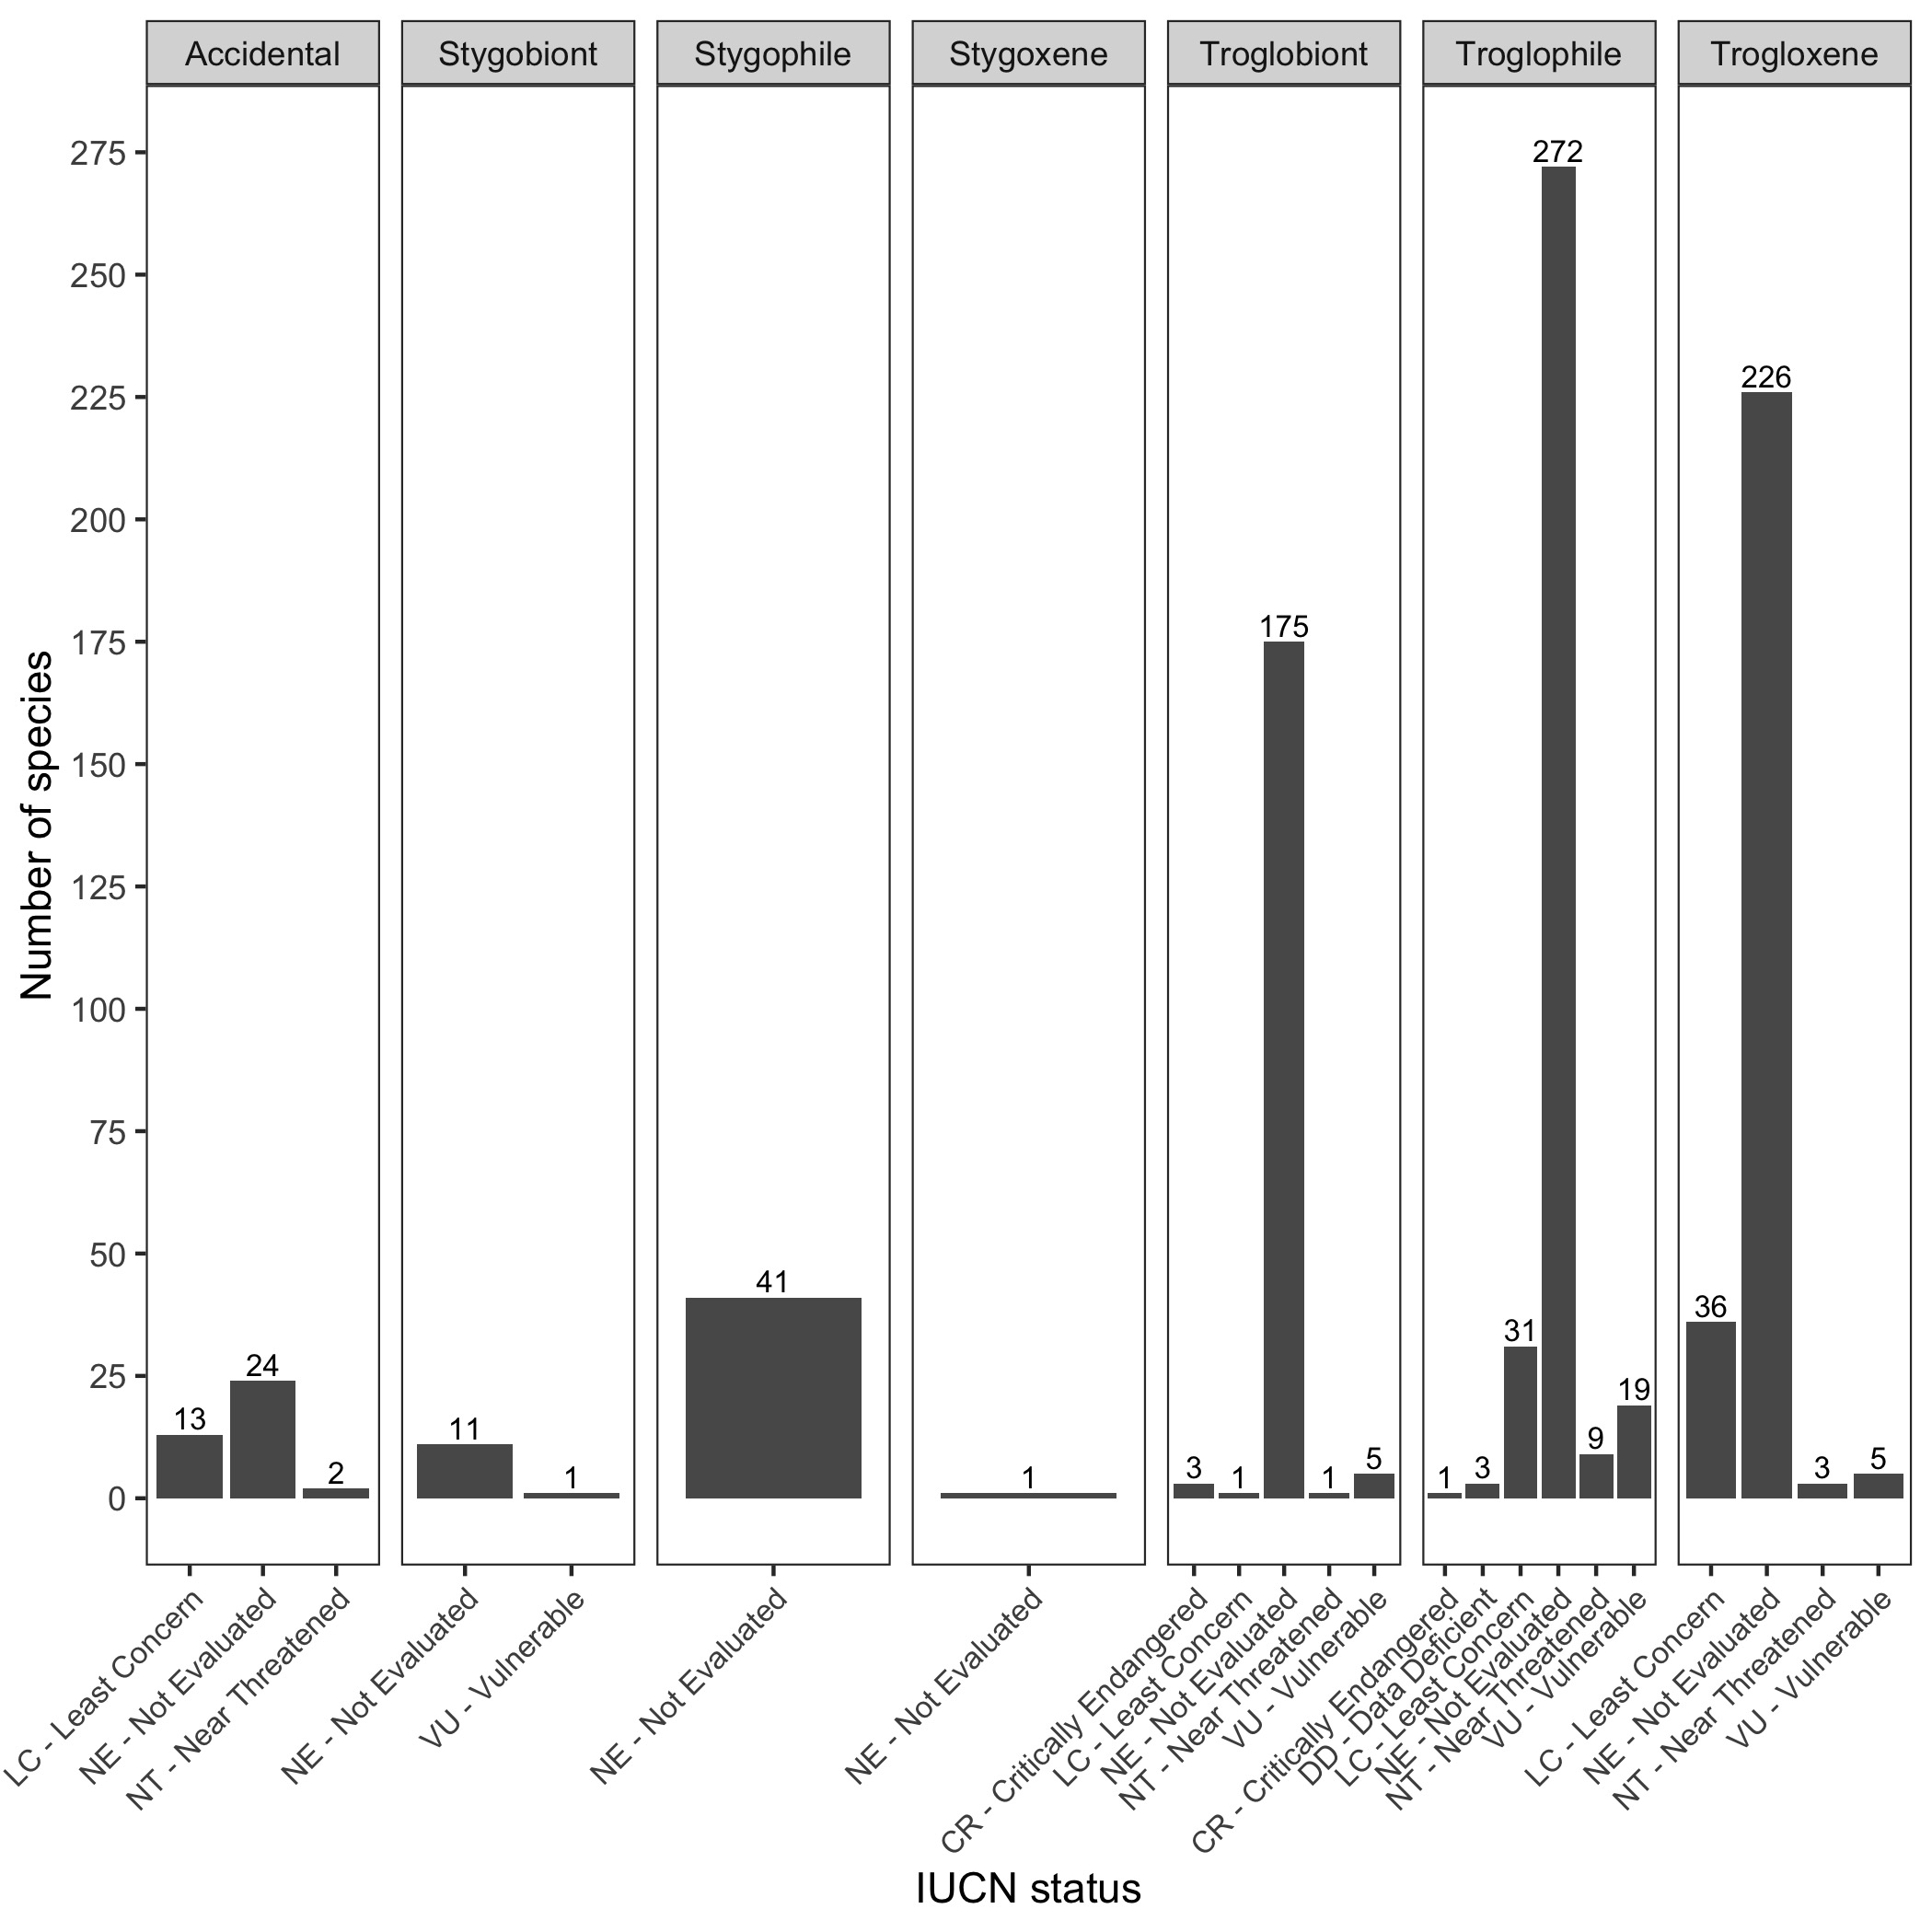 Accidental
Stygobiont
Stygophile
Stygoxene
Troglobiont
Troglophile
Trogloxene
Number of species
275
250
225
200
175
150
125
100
75
50
25
0
13
24
2
11
1
41
1
3
1
175
1
5
1
3
31
272
9
19
36
226
3
5
LC - Least Concern
NE - Not Evaluated
NT - Near Threatened
NE - Not Evaluated
VU - Vulnerable
NE - Not Evaluated
NE - Not Evaluated
CR - Critically Endangered
LC - Least Concern
NE - Not Evaluated
NT - Near Threatened
VU - Vulnerable
CR - Critically Endangered
DD - Data Deficient
LC - Least Concern
NE - Not Evaluated
NT - Near Threatened
VU - Vulnerable
LC - Least Concern
NE - Not Evaluated
NT - Near Threatened
VU - Vulnerable
IUCN status